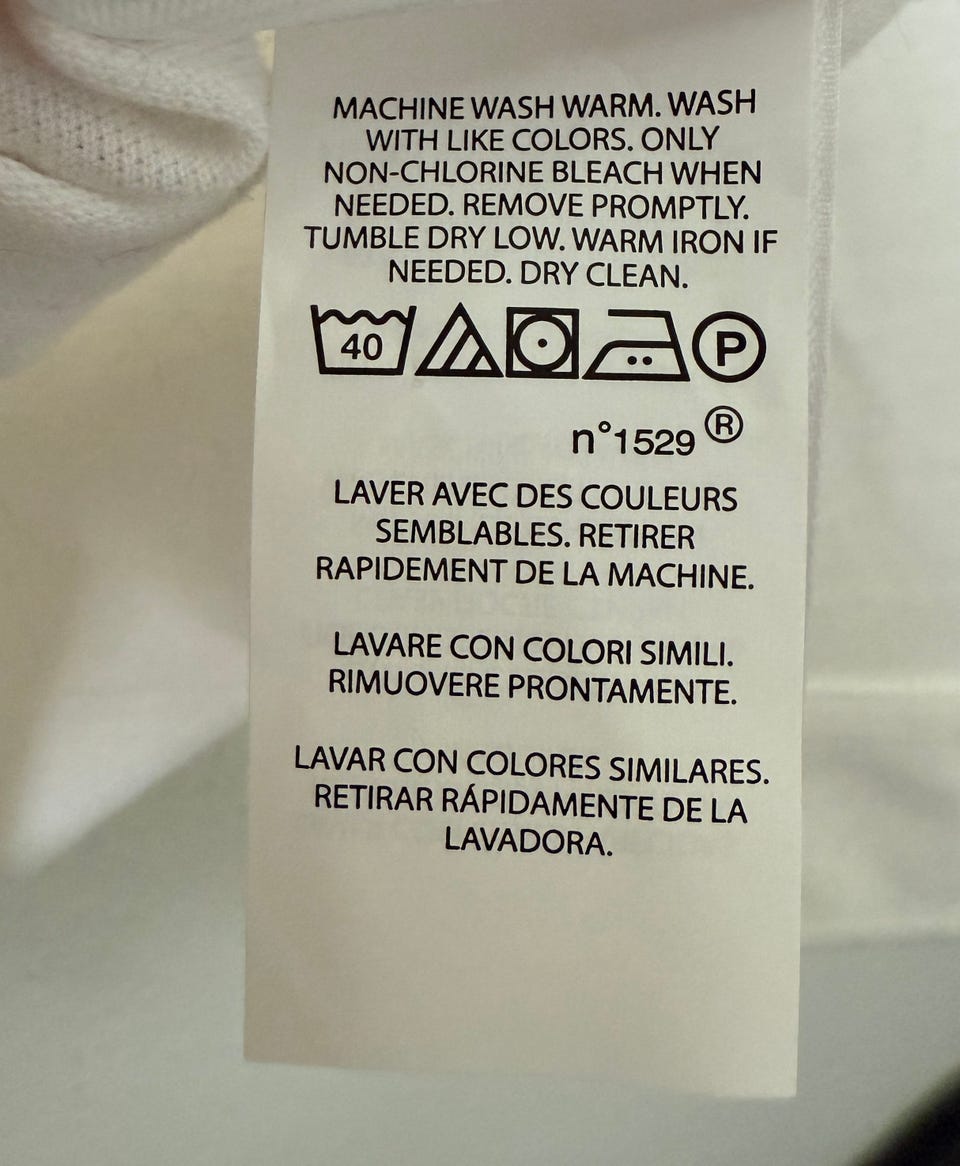 MACHINE WASH WARM. WASH
WITH LIKE COLORS. ONLY
NON-CHLORINE BLEACH WHEN
NEEDED. REMOVE PROMPTLY.
TUMBLE DRY LOW. WARM IRON IF
NEEDED. DRY CLEAN.
40 P
n°1529 ®
LAVER AVEC DES COULEURS
SEMBLABLES. RETIRER
RAPIDEMENT DE LA MACHINE.
LAVARE CON COLORI SIMILI.
RIMUOVERE PRONTAMENTE.
LAVAR CON COLORES SIMILARES.
RETIRAR RÁPIDAMENTE DE LA
LAVADORA.